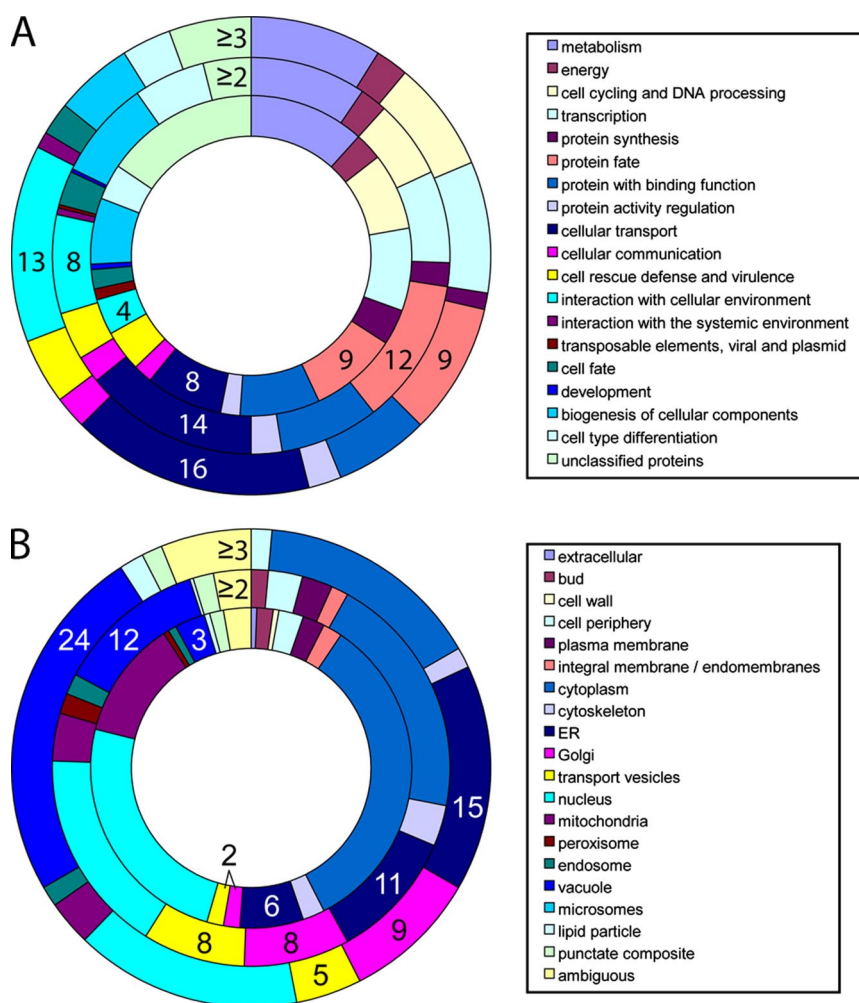 A
≥3
≥2
13
8
4
9
12
9
8
14
16
metabolism
energy
cell cycling and DNA processing
transcription
protein synthesis
protein fate
protein with binding function
protein activity regulation
cellular transport
cellular communication
cell rescue defense and virulence
interaction with cellular environment
interaction with the systemic environment
transposable elements, viral and plasmid
cell fate
development
biogenesis of cellular components
cell type differentiation
unclassified proteins
B
≥3
≥2
24
12
3
15
11
2
6
9
8
8
5
extracellular
bud
cell wall
cell periphery
plasma membrane
integral membrane / endomembranes
cytoplasm
cytoskeleton
ER
Golgi
transport vesicles
nucleus
mitochondria
peroxisome
endosome
vacuole
microsomes
lipid particle
punctate composite
ambiguous